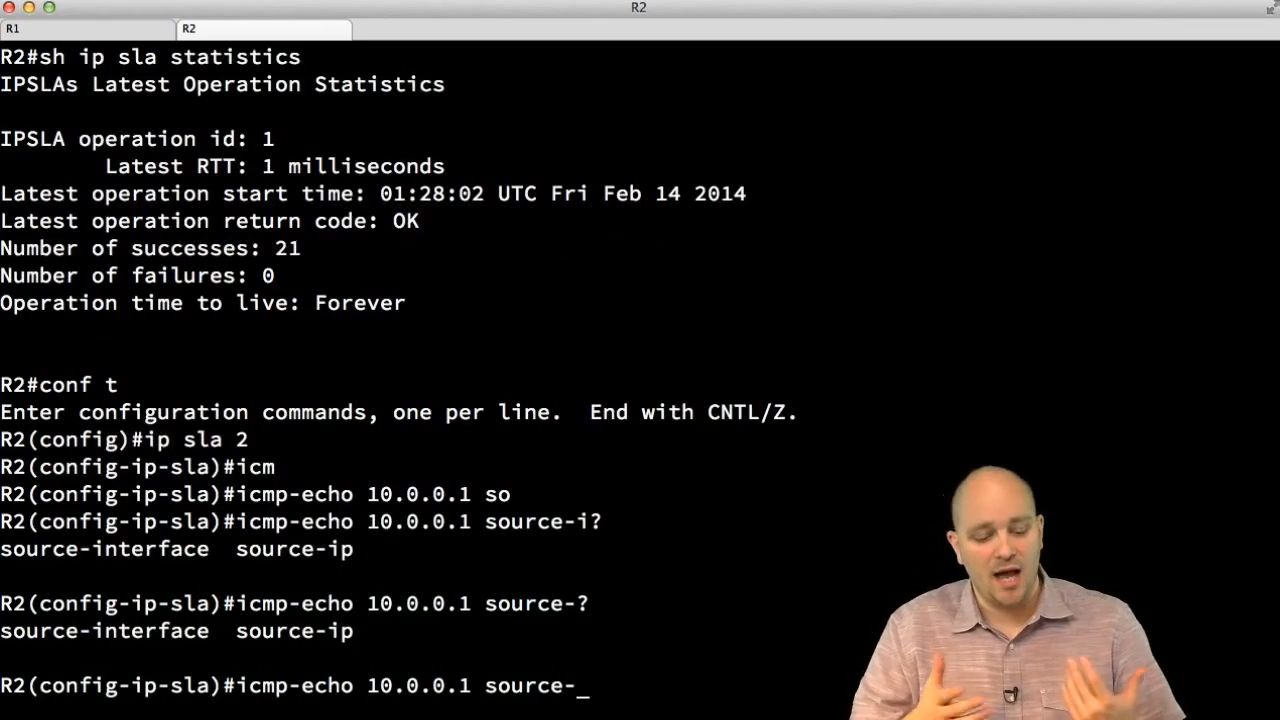 R2
R1
R2
R2#sh ip sla statistics
IPSLAs Latest Operation Statistics
IPSLA operation id: 1
Latest RTT: 1 milliseconds
Latest operation start time: 01:28:02 UTC Fri Feb 14 2014
Latest operation return code: OK
Number of successes: 21
Number of failures: 0
Operation time to live: Forever
R2#conf t
Enter configuration commands, one per line.  End with CNTL/Z.
R2(config)#ip sla 2
R2(config-ip-sla)#icm
R2(config-ip-sla)#icmp-echo 10.0.0.1 so
R2(config-ip-sla)#icmp-echo 10.0.0.1 source-i?
source-interface  source-ip
R2(config-ip-sla)#icmp-echo 10.0.0.1 source-?
source-interface  source-ip
R2(config-ip-sla)#icmp-echo 10.0.0.1 source-_